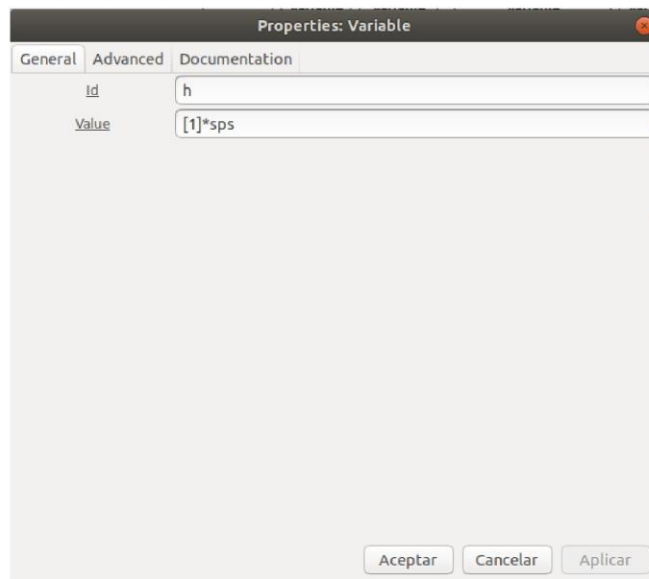 Properties: Variable
General Advanced Documentation
Id h
Value [1]*sps
Aceptar Cancelar Aplicar